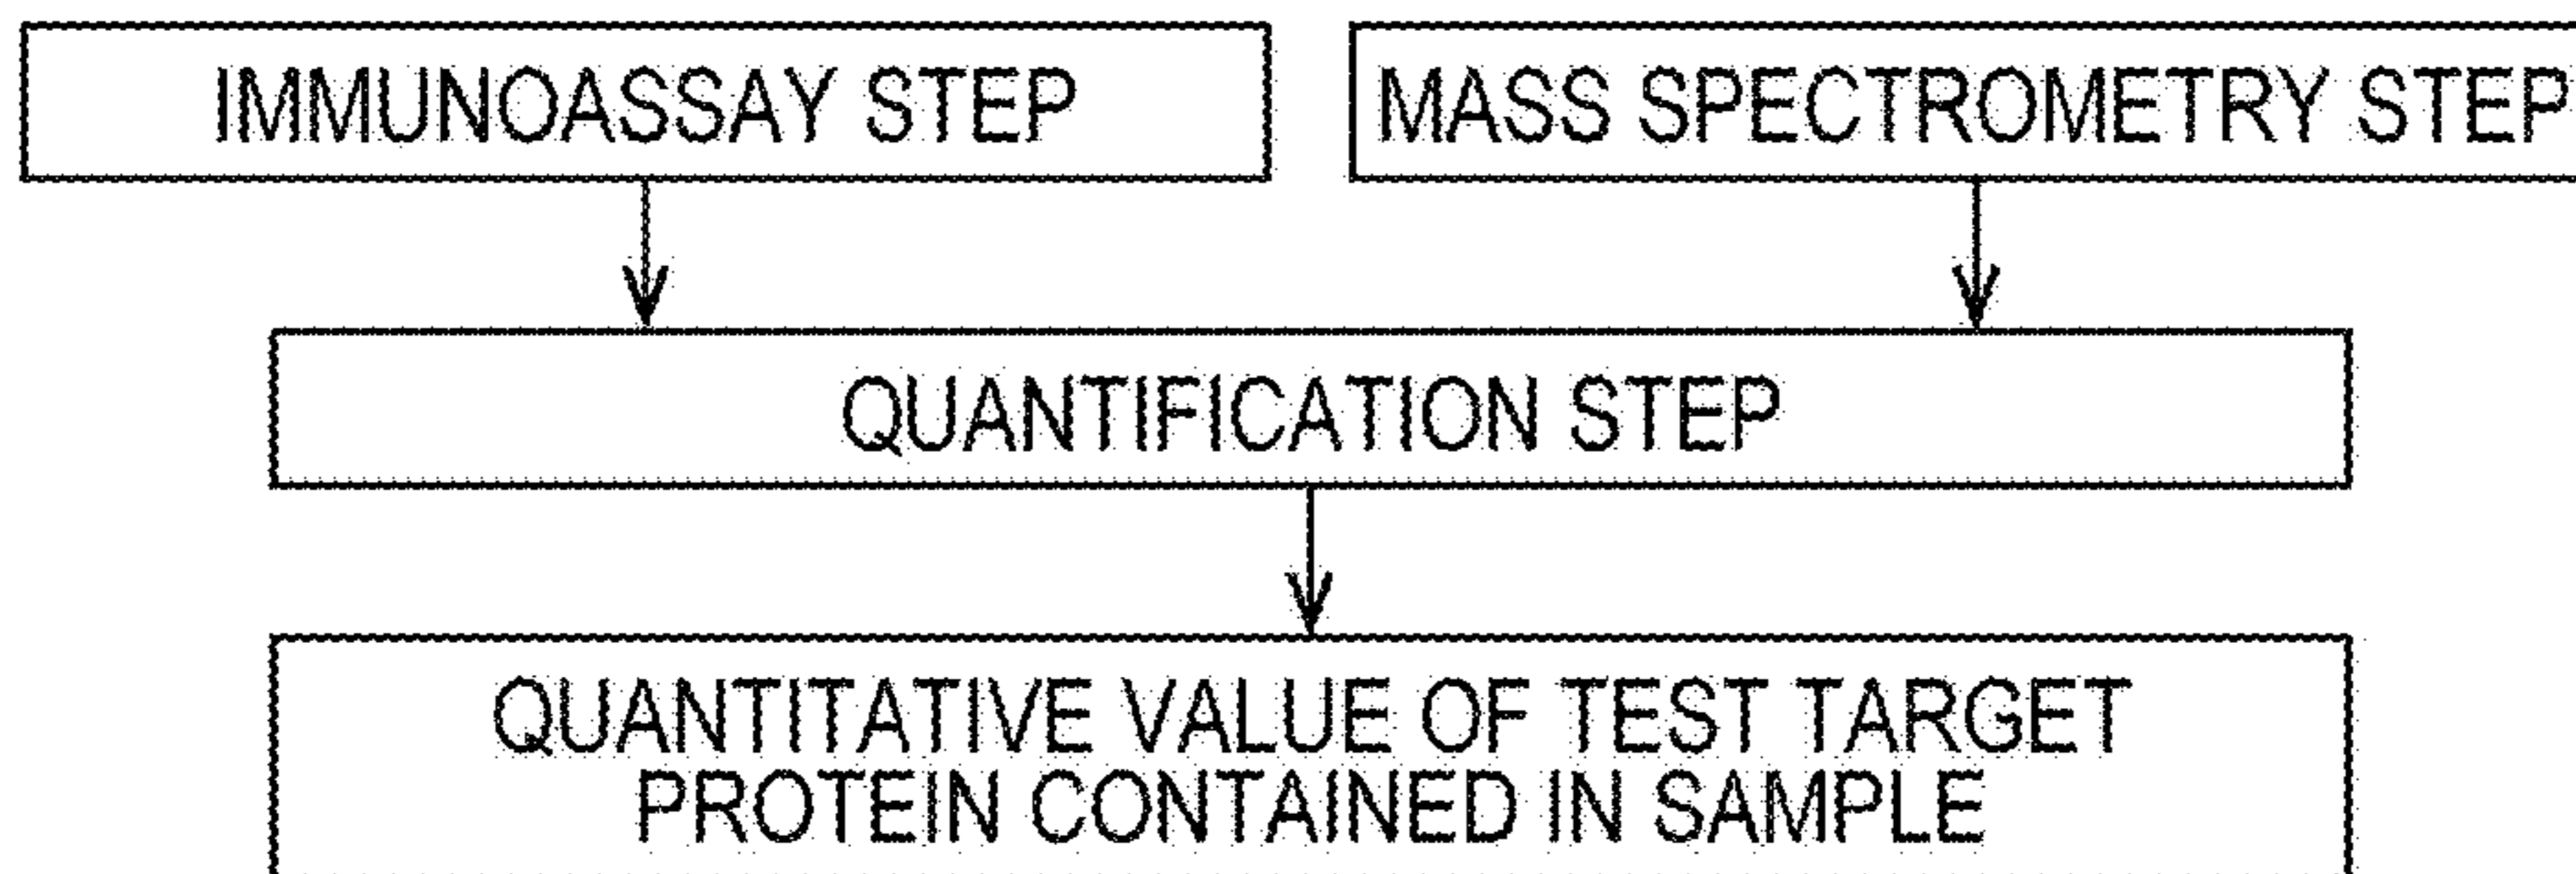 IMMUNOASSAY STEP
MASS SPECTROMETRY STEP
QUANTIFICATION STEP
QUANTITATIVE VALUE OF TEST TARGET
PROTEIN CONTAINED IN SAMPLE